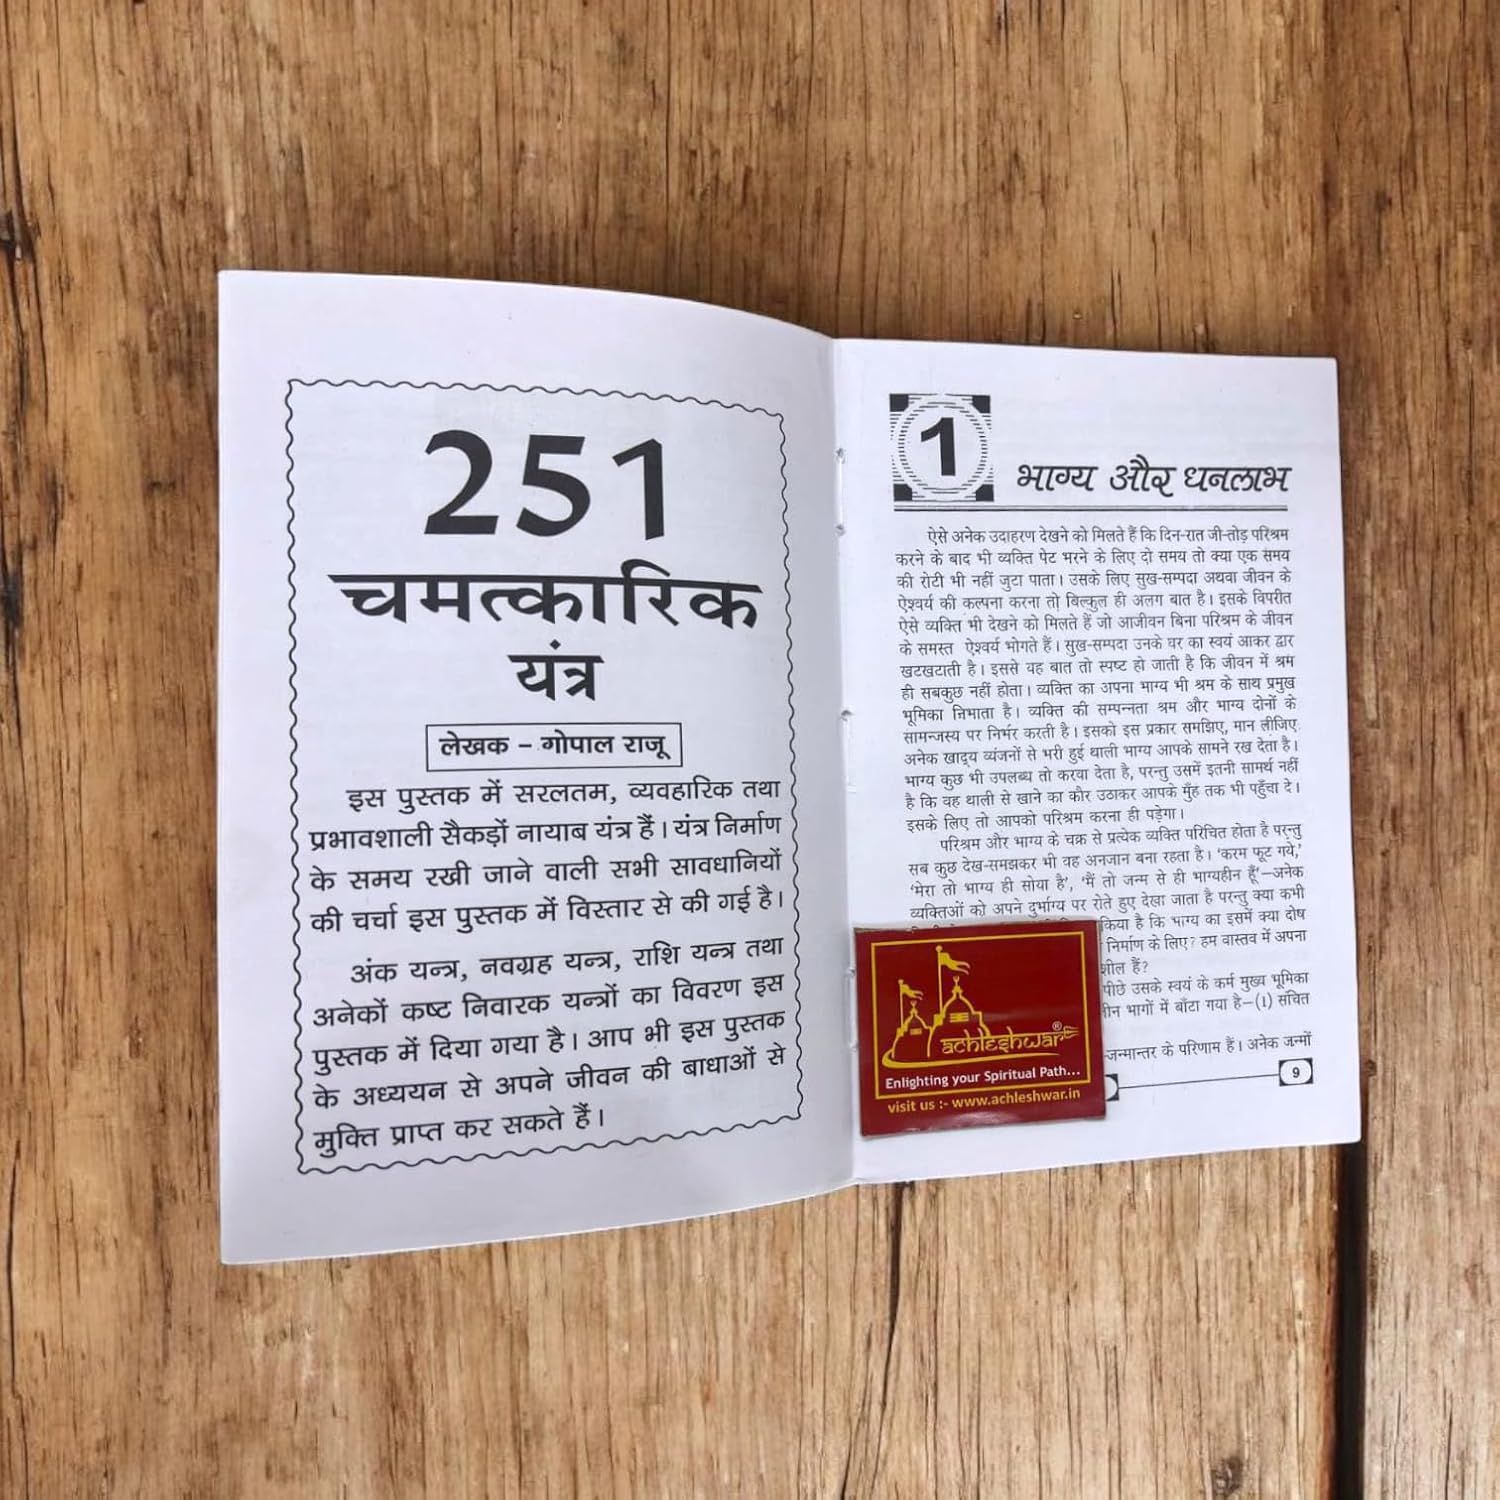 251
चमत्कारिक
यंत्र
लेखक – गोपाल राजू
इस पुस्तक में सरलतम, व्यवहारिक तथा
प्रभावशाली सैकड़ों नायाब यंत्र हैं। यंत्र निर्माण
के समय रखी जाने वाली सभी सावधानियों
की चर्चा इस पुस्तक में विस्तार से की गई है।
अंक यन्त्र, नवग्रह यन्त्र, राशि यन्त्र तथा
अनेकों कष्ट निवारक यन्त्रों का विवरण इस
पुस्तक में दिया गया है। आप भी इस पुस्तक
के अध्ययन से अपने जीवन की बाधाओं से
मुक्ति प्राप्त कर सकते हैं।
1
भाग्य और धनलाभ
ऐसे अनेक उदाहरण देखने को मिलते हैं कि दिन-रात जी-तोड़ परिश्रम
करने के बाद भी व्यक्ति पेट भरने के लिए दो समय तो क्या एक समय
की रोटी भी नहीं जुटा पाता। उसके लिए सुख-सम्पदा अथवा जीवन के
ऐश्वर्य की कल्पना करना तो बिल्कुल ही अलग बात है। इसके विपरीत
ऐसे व्यक्ति भी देखने को मिलते हैं जो आजीवन बिना परिश्रम के जीवन
के समस्त ऐश्वर्य भोगते हैं। सुख-सम्पदा उनके घर का स्वयं आकर द्वार
खटखटाती है। इससे यह बात तो स्पष्ट हो जाती है कि जीवन में श्रम
ही सबकुछ नहीं होता। व्यक्ति का अपना भाग्य भी श्रम के साथ प्रमुख
भूमिका निभाता है। व्यक्ति की सम्पन्नता श्रम और भाग्य दोनों के
सामन्जस्य पर निर्भर करती है। इसको इस प्रकार समझिए, मान लीजिए
अनेक खाद्य व्यंजनों से भरी हुई थाली भाग्य आपके सामने रख देता है।
भाग्य कुछ भी उपलब्ध तो करवा देता है, परन्तु उसमें इतनी सामर्थ नहीं
है कि वह थाली से खाने का कौर उठाकर आपके मुँह तक भी पहुँचा दे।
इसके लिए तो आपको परिश्रम करना ही पड़ेगा।
परिश्रम और भाग्य के चक्र से प्रत्येक व्यक्ति परिचित होता है परन्तु
सब कुछ देख-समझकर भी वह अनजान बना रहता है। ‘करम फूट गये,’
‘मेरा तो भाग्य ही सोया है’, ‘मैं तो जन्म से ही भाग्यहीन हूँ’–अनेक
व्यक्तिओं को अपने दुर्भाग्य पर रोते हुए देखा जाता है परन्तु क्या कभी
किया है कि भाग्य का इसमें क्या दोष
निर्माण के लिए? हम वास्तव में अपना
शील हैं?
पीछे उसके स्वयं के कर्म मुख्य भूमिका
भागों में बाँटा गया है–(1) संचित
-जन्मान्तर के परिणाम हैं। अनेक जन्मों
9
achleshwar®
Enlighting your Spiritual Path...
visit us :- www.achleshwar.in